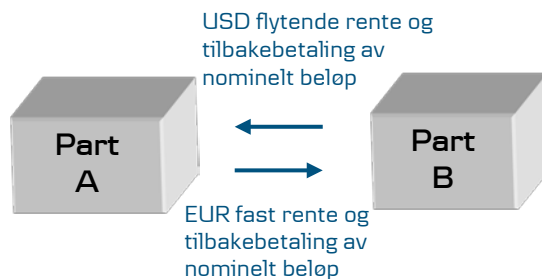 USD flytende rente og
tilbakebetaling av
nominelt beløp
Part
A
Part
B
EUR fast rente og
tilbakebetaling av
nominelt beløp